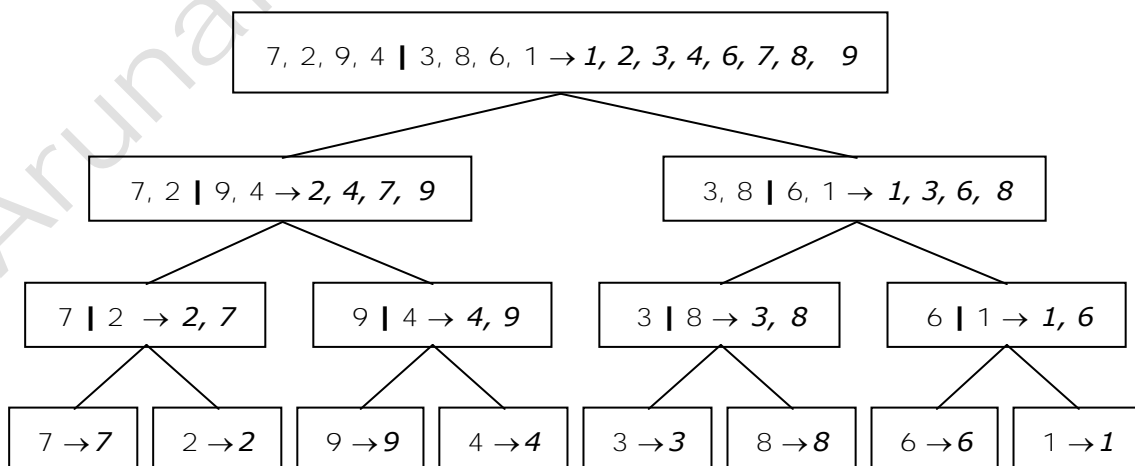 7, 2, 9, 4 | 3, 8, 6, 1 → 1, 2, 3, 4, 6, 7, 8, 9
7, 2 | 9, 4 → 2, 4, 7, 9
3, 8 | 6, 1 → 1, 3, 6, 8
7 | 2 → 2, 7
9 | 4 → 4, 9
3 | 8 → 3, 8
6 | 1 → 1, 6
7 → 7
2 → 2
9 → 9
4 → 4
3 → 3
8 → 8
6 → 6
1 → 1